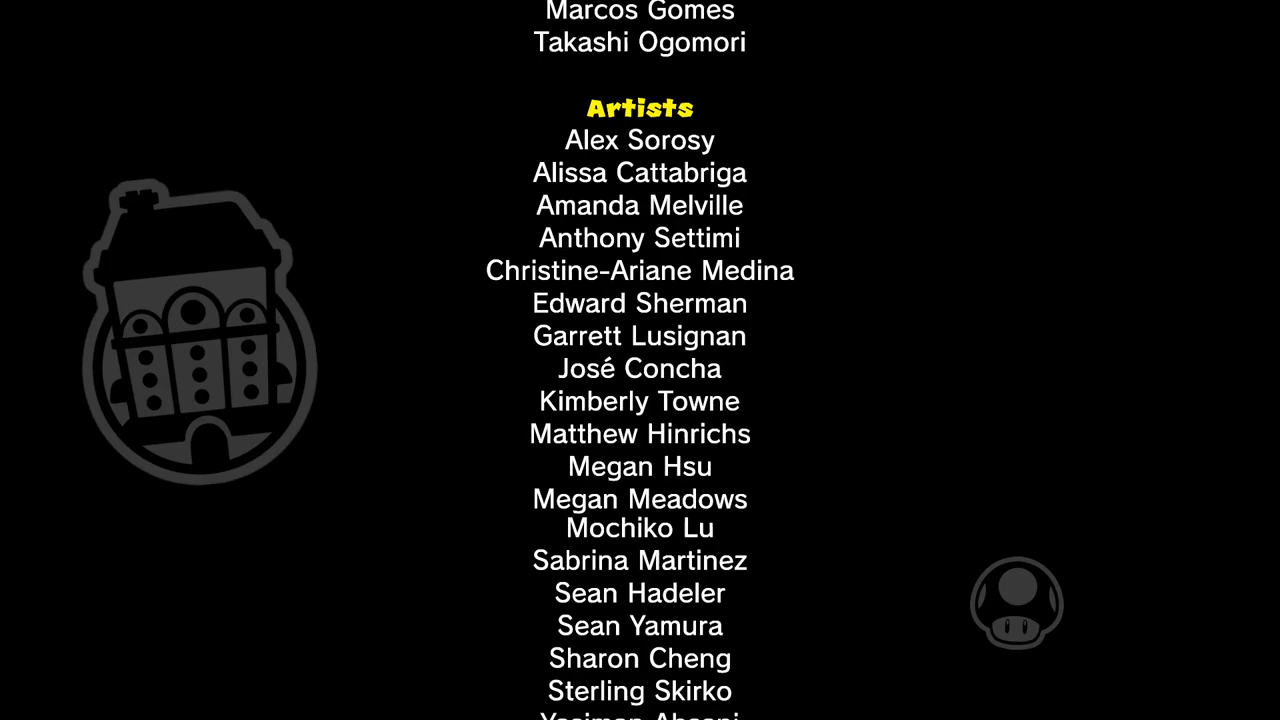 Marcos Gomes
Takashi Ogomori
Artists
Alex Sorosy
Alissa Cattabriga
Amanda Melville
Anthony Settimi
Christine-Ariane Medina
Edward Sherman
Garrett Lusignan
José Concha
Kimberly Towne
Matthew Hinrichs
Megan Hsu
Megan Meadows
Mochiko Lu
Sabrina Martinez
Sean Hadeler
Sean Yamura
Sharon Cheng
Sterling Skirko